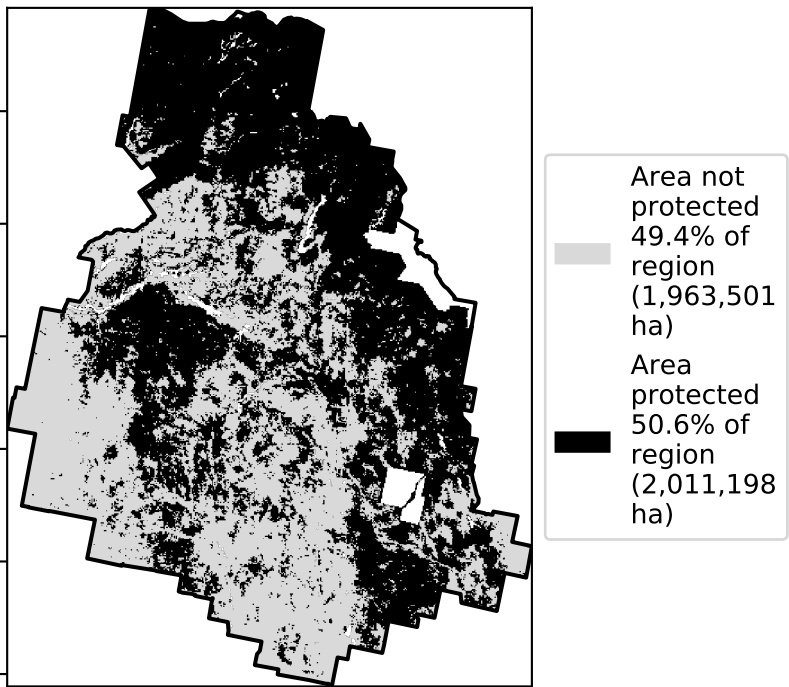 Area not
protected
49.4% of
region
(1,963,501
ha)
Area
protected
50.6% of
region
(2,011,198
ha)